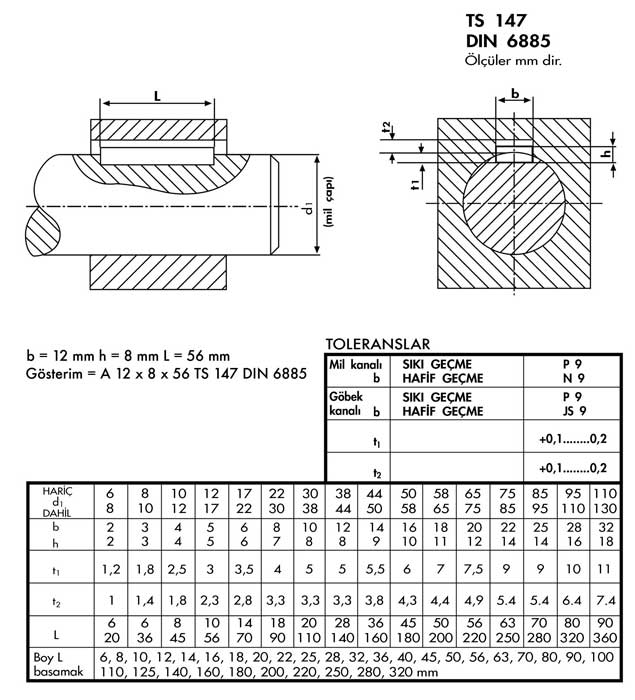 TS 147
DIN 6885
Ölçüler mm dir.
L
b
t2
h
t1
d1
(mil çapı)
b = 12 mm h = 8 mm L = 56 mm
Gösterim = A 12 x 8 x 56 TS 147 DIN 6885
TOLERANSLAR
Mil kanalı SIKI GEÇME P 9
b HAFİF GEÇME N 9
Göbek SIKI GEÇME P 9
kanalı b HAFİF GEÇME JS 9
t1 +0,1........0,2
t2 +0,1........0,2
HARİÇ 6 8 10 12 17 22 30 38 44 50 58 65 75 85 95 110
d1
DAHİL 8 10 12 17 22 30 38 44 50 58 65 75 85 95 110 130
b 2 3 4 5 6 8 10 12 14 16 18 20 22 25 28 32
h 2 3 4 5 6 7 8 8 9 10 11 12 14 14 16 18
t1 1,2 1,8 2,5 3 3,5 4 5 5 5,5 6 7 7,5 9 9 10 11
t2 1 1,4 1,8 2,3 2,8 3,3 3,3 3,3 3.8 4,3 4,4 4,9 5.4 5.4 6.4 7.4
6 6 8 10 14 18 20 28 36 45 50 56 63 70 80 90
L
20 36 45 56 70 90 110 140 160 180 200 220 250 280 320 360
Boy L 6, 8, 10, 12, 14, 16, 18, 20, 22, 25, 28, 32, 36, 40, 45, 50, 56, 63, 70, 80, 90, 100
basamak 110, 125, 140, 160, 180, 200, 220, 250, 280, 320 mm